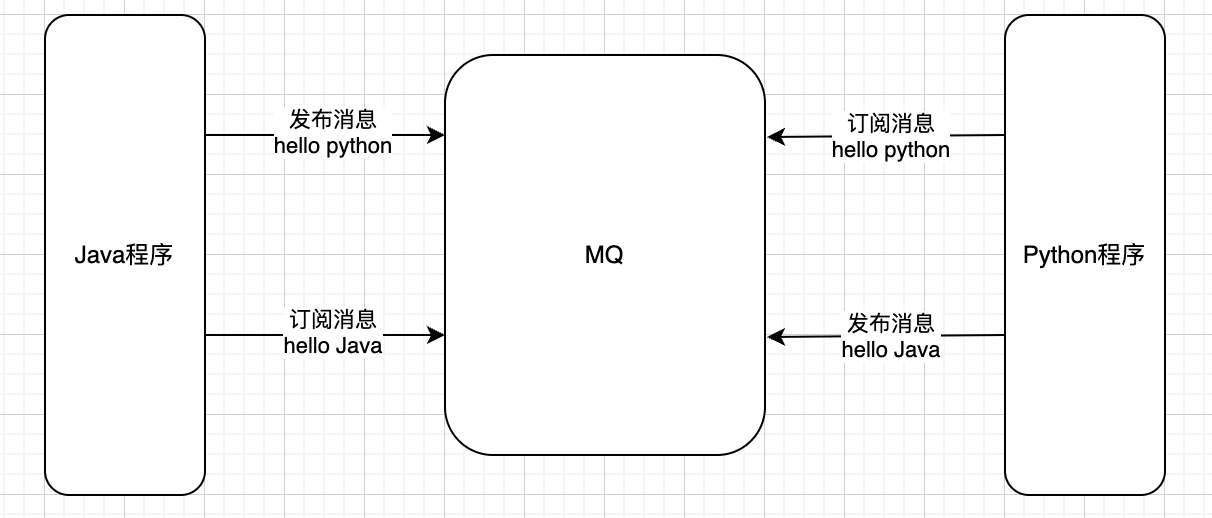 发布消息
hello python
订阅消息
hello python
Java程序
MQ
Python程序
订阅消息
hello Java
发布消息
hello Java